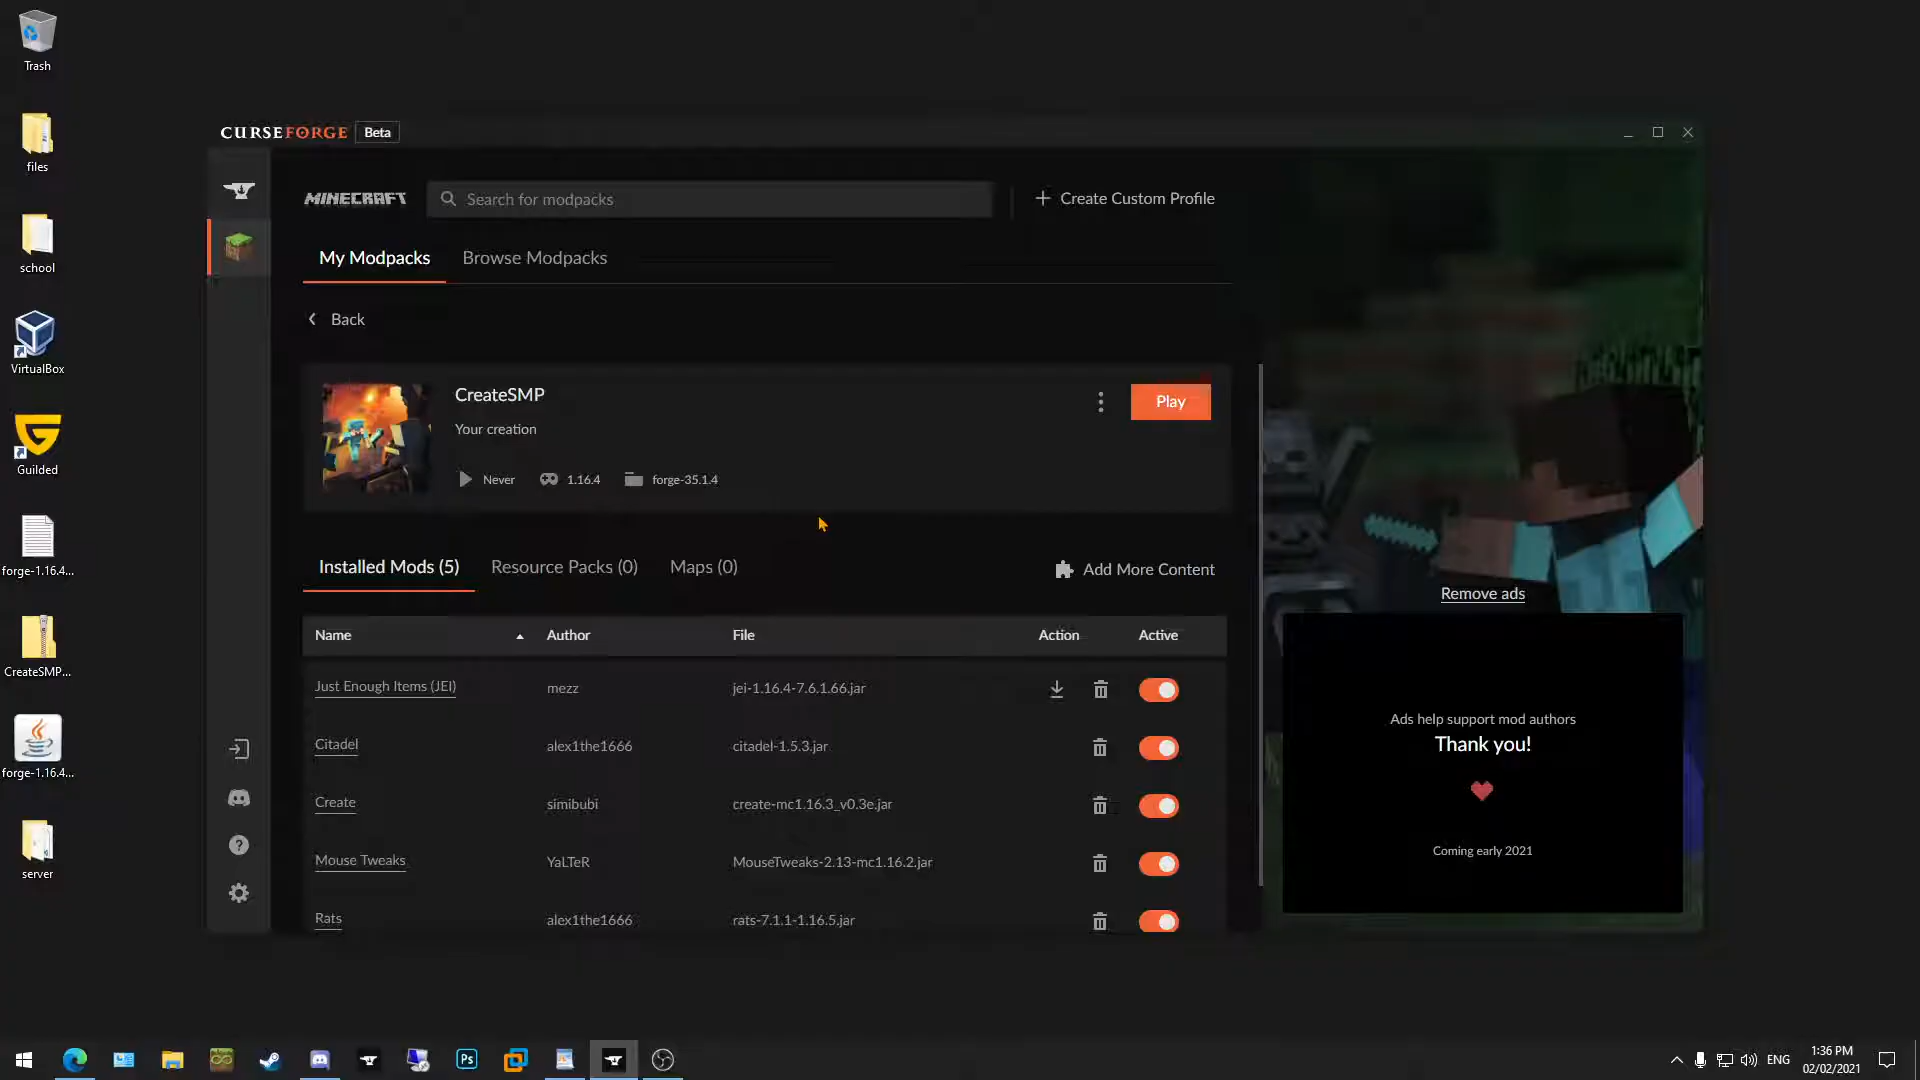 Trash
files
school
VirtualBox
Guilded
forge-1.16.4...
CreateSMP...
forge-1.16.4...
server
CURSEFORGE Beta
MINECRAFT
Search for modpacks
Create Custom Profile
My Modpacks Browse Modpacks
Back
CreateSMP
Your creation
Play
Never 1.16.4 forge-35.1.4
Installed Mods (5) Resource Packs (0) Maps (0) Add More Content
Name Author File Action Active
Just Enough Items (JEI) mezz jei-1.16.4-7.6.1.66.jar
Citadel alex1the1666 citadel-1.5.3.jar
Create simibubi create-mc1.16.3_v0.3e.jar
Mouse Tweaks YaLTeR MouseTweaks-2.13-mc1.16.2.jar
Rats alex1the1666 rats-7.1.1-1.16.5.jar
Remove ads
Ads help support mod authors
Thank you!
Coming early 2021
Ps
ENG
1:36 PM
02/02/2021